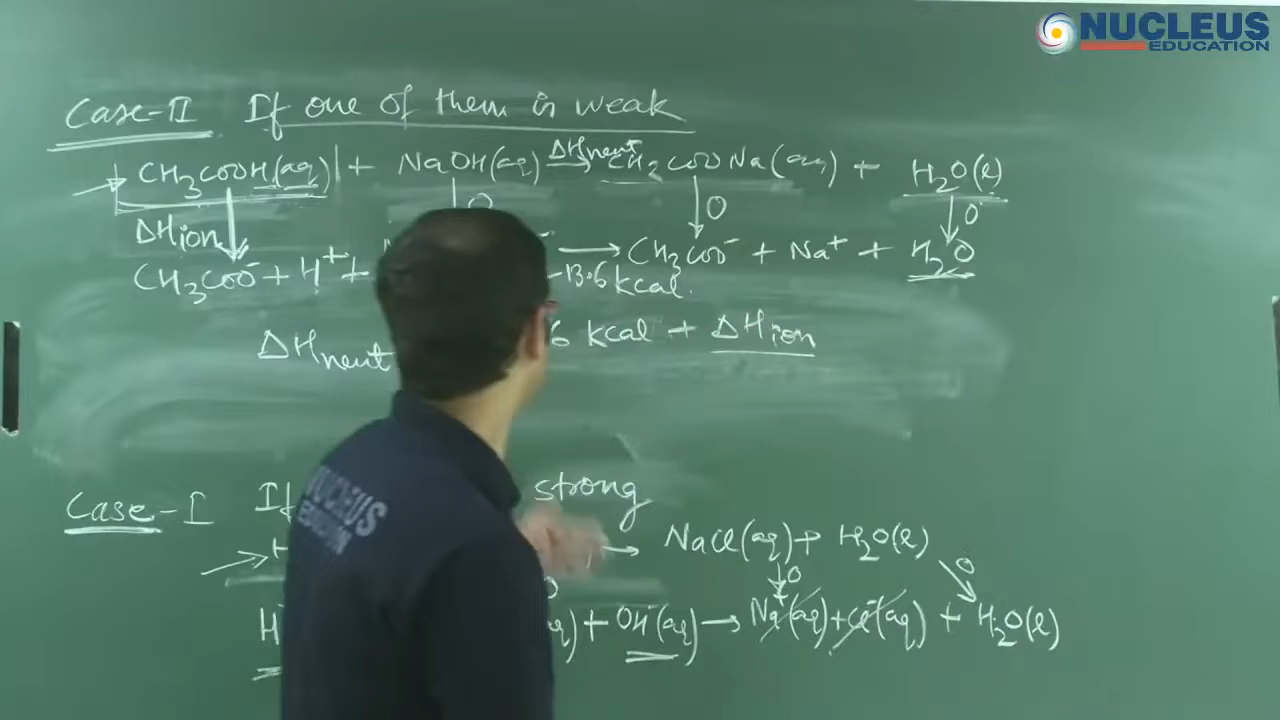 NUCLEUS
EDUCATION
Case-II If one of them is weak
CH3COOH(aq) + NaOH(aq) ΔHneut → CH3COONa(aq) + H2O(l)
ΔHion 0 0 0
CH3COO⁻ + H⁺ + → CH3COO⁻ + Na⁺ + H2O
-13.6 kcal.
ΔHneut 6 kcal + ΔHion
Case-I If strong
→ NaCl(aq) + H2O(l)
0 0
H + OH⁻(aq) → Na⁺(aq) + Cl⁻(aq) + H2O(l)
NUCLEUS
EDUCATION